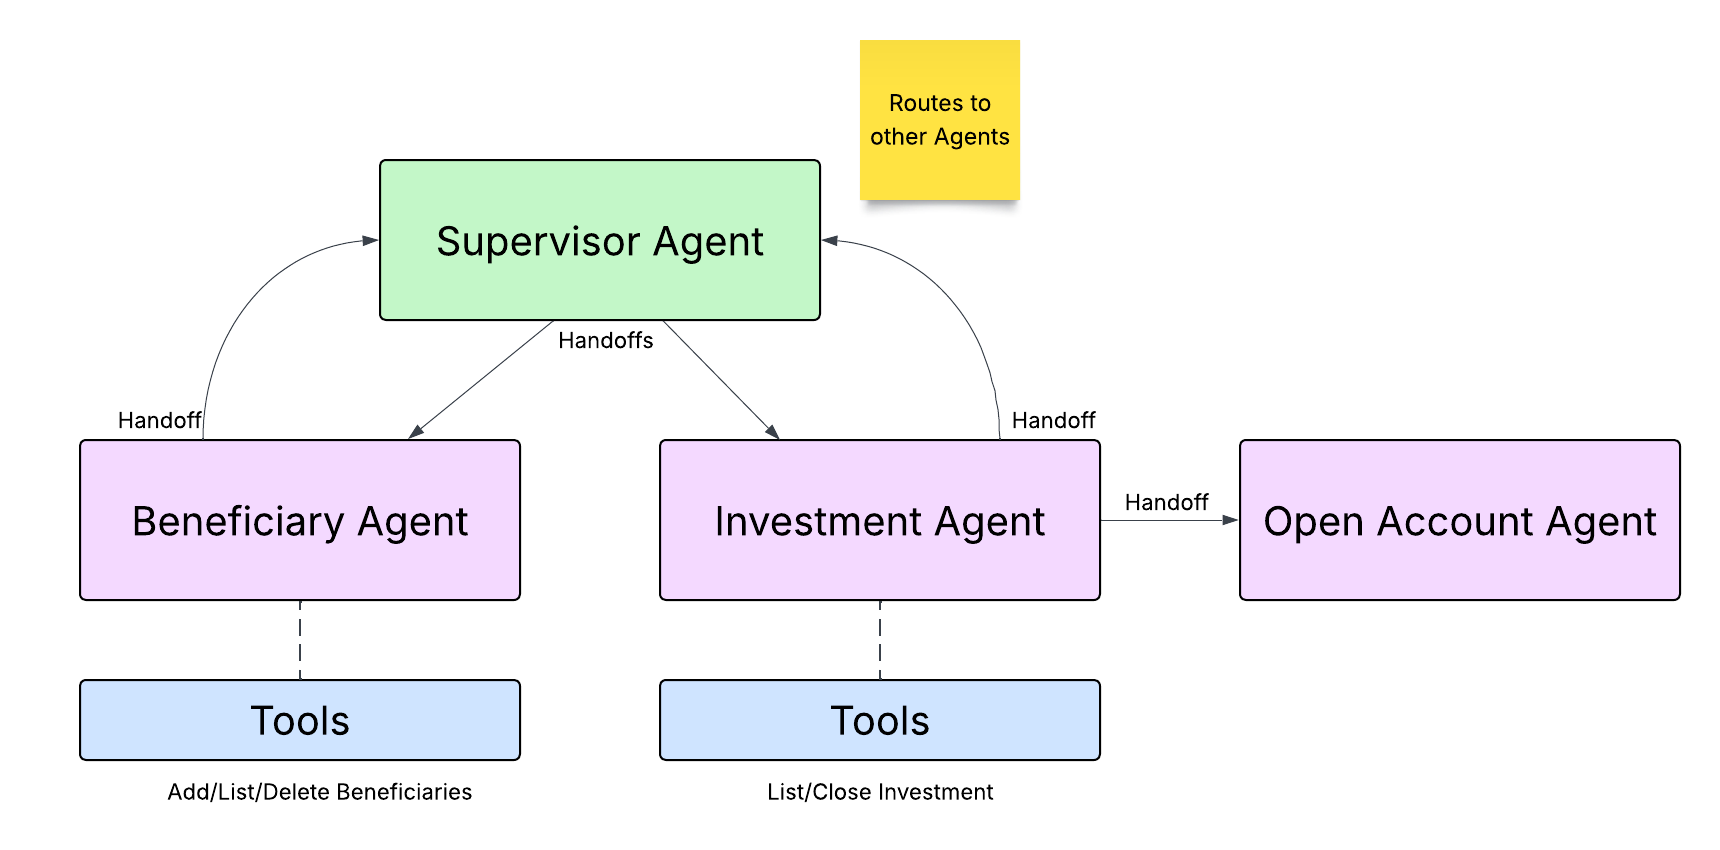 Routes to
other Agents
Supervisor Agent
Handoffs
Handoff
Handoff
Beneficiary Agent
Investment Agent
Handoff
Open Account Agent
Tools
Tools
Add/List/Delete Beneficiaries
List/Close Investment